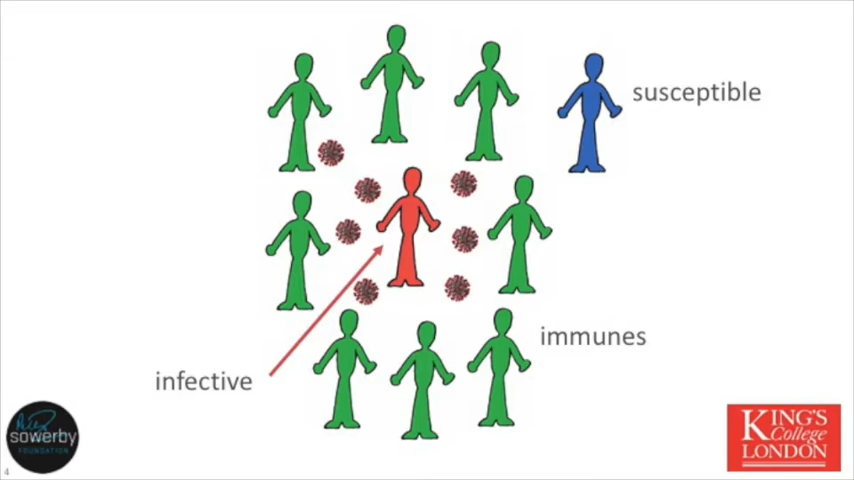 susceptible
immunes
infective
sowerby
FOUNDATION
KING'S
College
LONDON
4